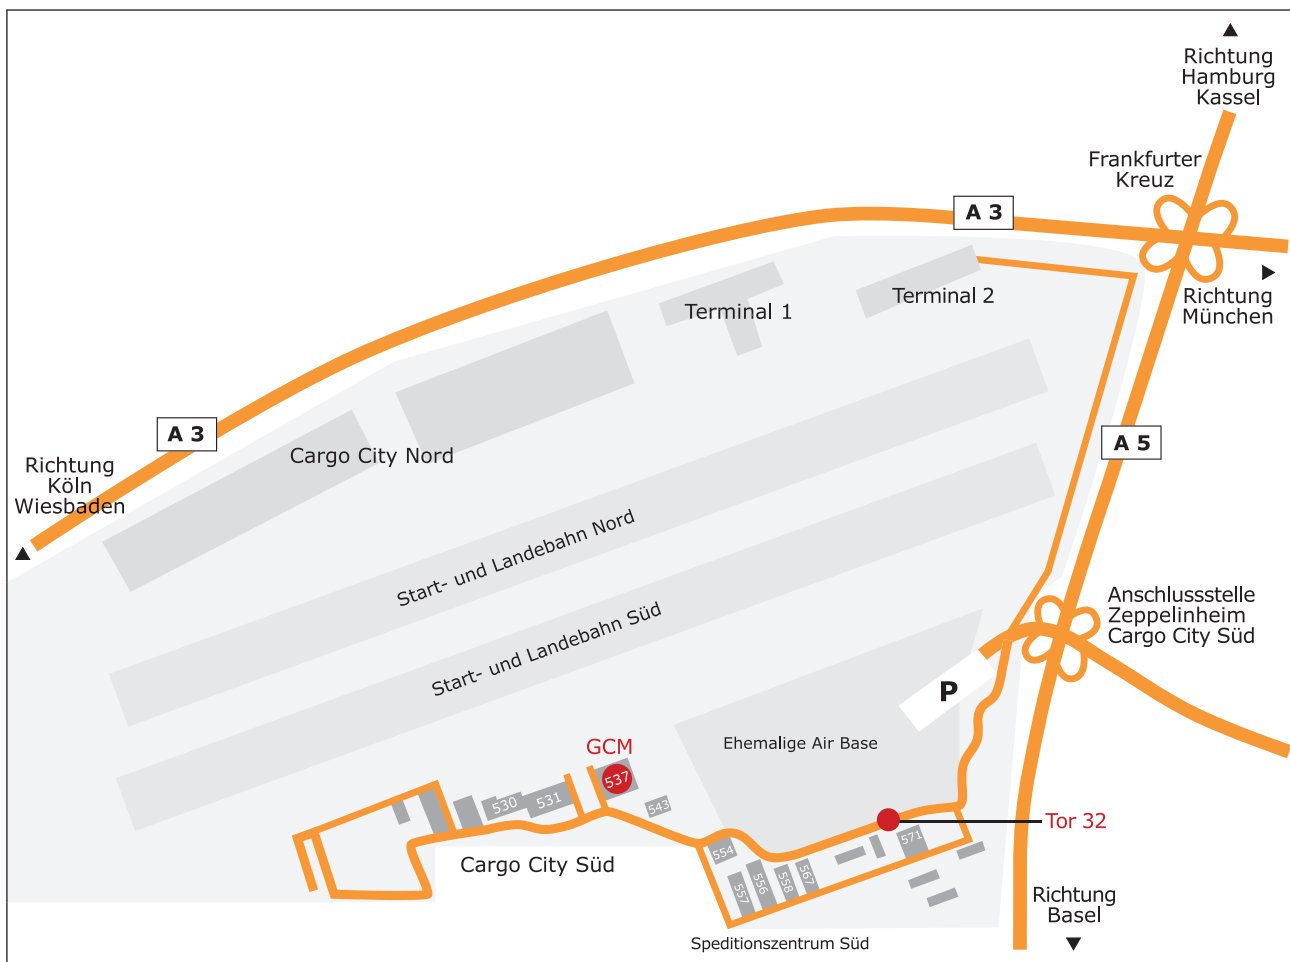 Richtung
Hamburg
Kassel
Frankfurter
Kreuz
A 3
Richtung
München
Terminal 1
Terminal 2
A 3
A 5
Cargo City Nord
Richtung
Köln
Wiesbaden
Start- und Landebahn Nord
Start- und Landebahn Süd
Anschlussstelle
Zeppelinheim
Cargo City Süd
P
Ehemalige Air Base
GCM
537
530
531
543
Tor 32
571
554
557
556
558
567
Cargo City Süd
Richtung
Basel
Speditionszentrum Süd